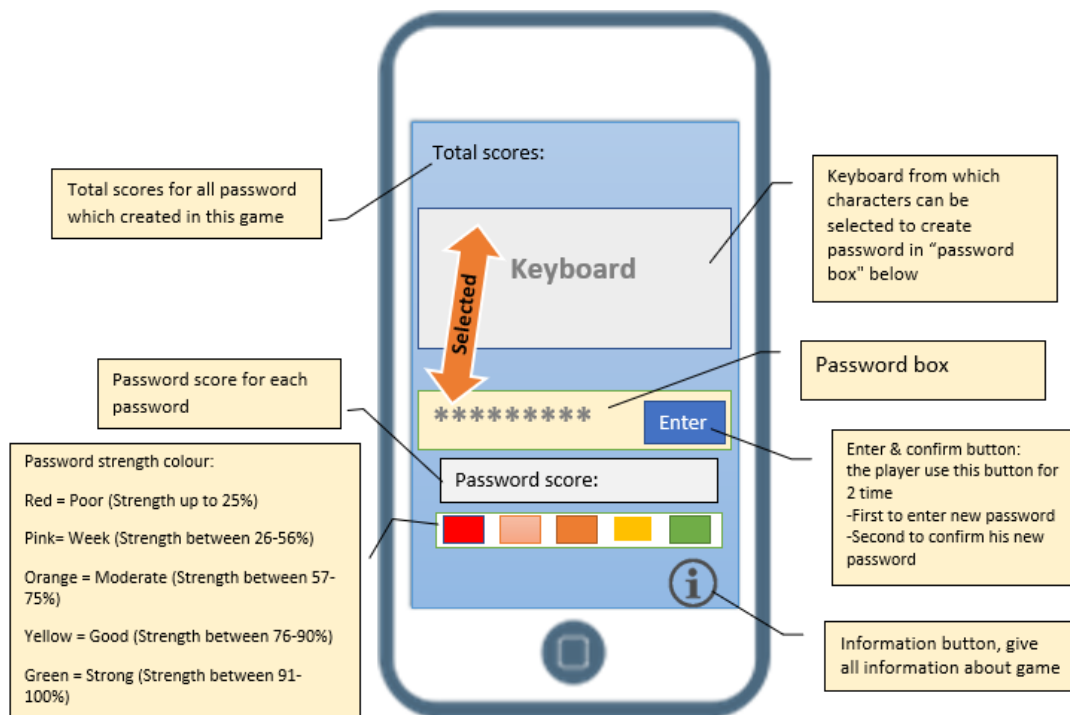 Total scores:
Total scores for all password
which created in this game
Keyboard from which
characters can be
selected to create
password in “password
box" below
Keyboard
Selected
Password box
Password score for each
password
*********
Enter
Enter & confirm button:
the player use this button for
2 time
-First to enter new password
-Second to confirm his new
password
Password score:
Password strength colour:
Red = Poor (Strength up to 25%)
Pink= Week (Strength between 26-56%)
Orange = Moderate (Strength between 57-
75%)
Yellow = Good (Strength between 76-90%)
Green = Strong (Strength between 91-
100%)
i
Information button, give
all information about game